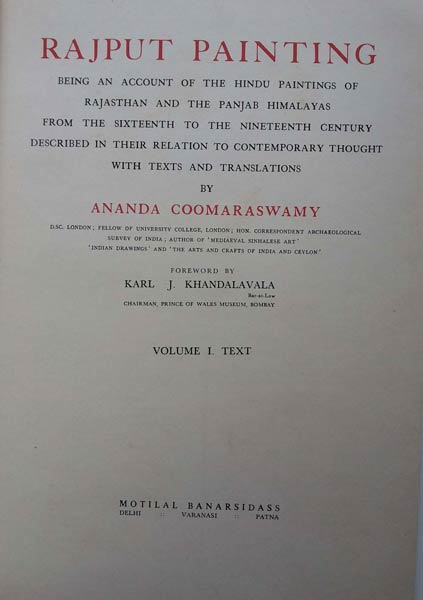 RAJPUT PAINTING
BEING AN ACCOUNT OF THE HINDU PAINTINGS OF
RAJASTHAN AND THE PANJAB HIMALAYAS
FROM THE SIXTEENTH TO THE NINETEENTH CENTURY
DESCRIBED IN THEIR RELATION TO CONTEMPORARY THOUGHT
WITH TEXTS AND TRANSLATIONS
BY
ANANDA COOMARASWAMY
D.SC. LONDON; FELLOW OF UNIVERSITY COLLEGE, LONDON; HON. CORRESPONDENT ARCHAEOLOGICAL
SURVEY OF INDIA; AUTHOR OF 'MEDIAEVAL SINHALESE ART'
'INDIAN DRAWINGS' AND 'THE ARTS AND CRAFTS OF INDIA AND CEYLON'
FOREWORD BY
KARL J. KHANDALAVALA
Bar-at-Law
CHAIRMAN, PRINCE OF WALES MUSEUM, BOMBAY
VOLUME I. TEXT
MOTILAL BANARSIDASS
DELHI :: VARANASI :: PATNA